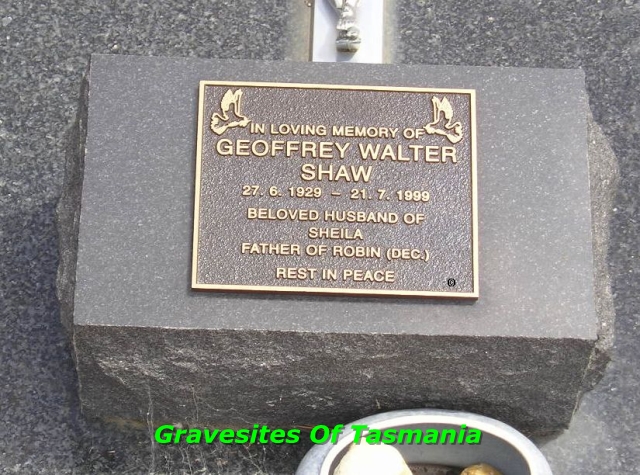 IN LOVING MEMORY OF
GEOFFREY WALTER
SHAW
27. 6. 1929 – 21. 7. 1999
BELOVED HUSBAND OF
SHEILA
FATHER OF ROBIN (DEC.)
REST IN PEACE
Gravesites Of Tasmania